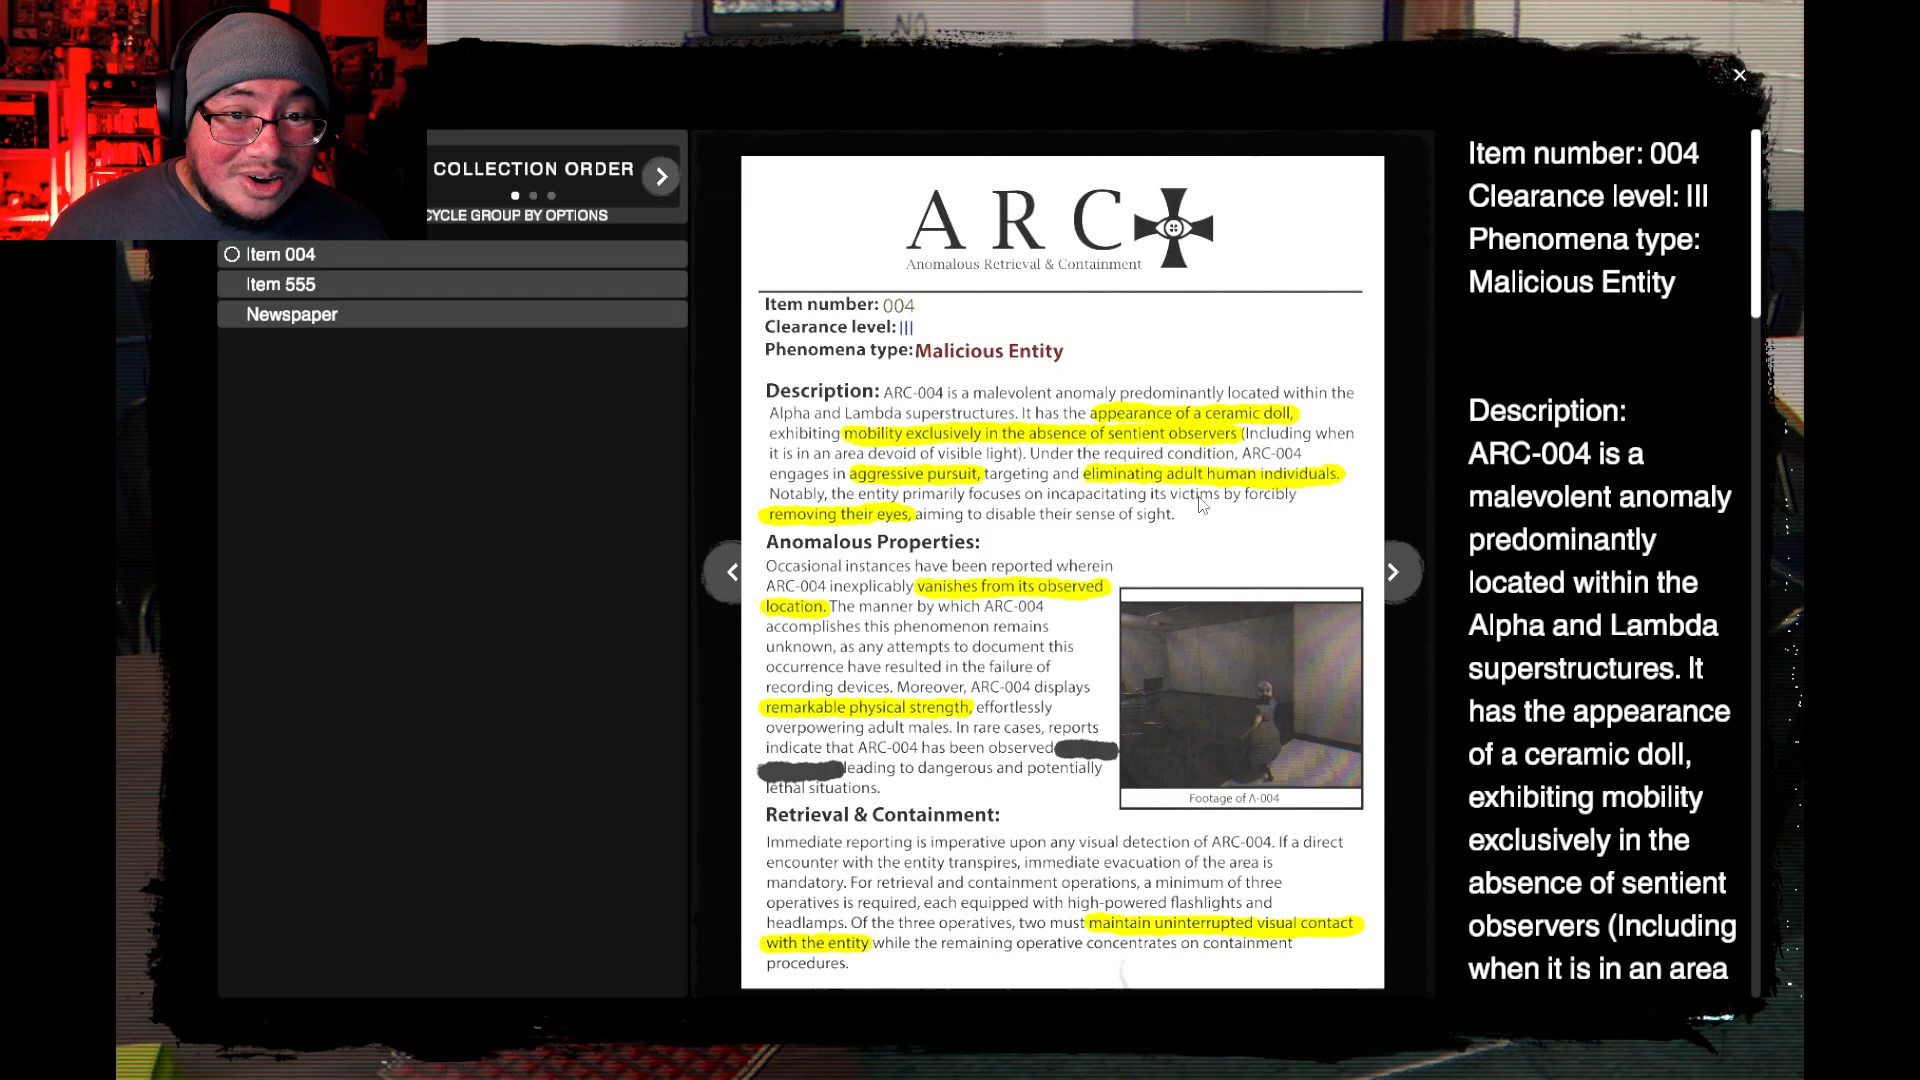 NO
COLLECTION ORDER
CYCLE GROUP BY OPTIONS
Item 004
Item 555
Newspaper
ARC
Anomalous Retrieval & Containment
Item number: 004
Clearance level: III
Phenomena type: Malicious Entity
Description: ARC-004 is a malevolent anomaly predominantly located within the
Alpha and Lambda superstructures. It has the appearance of a ceramic doll,
exhibiting mobility exclusively in the absence of sentient observers (Including when
it is in an area devoid of visible light). Under the required condition, ARC-004
engages in aggressive pursuit, targeting and eliminating adult human individuals.
Notably, the entity primarily focuses on incapacitating its victims by forcibly
removing their eyes, aiming to disable their sense of sight.
Anomalous Properties:
Occasional instances have been reported wherein
ARC-004 inexplicably vanishes from its observed
location. The manner by which ARC-004
accomplishes this phenomenon remains
unknown, as any attempts to document this
occurrence have resulted in the failure of
recording devices. Moreover, ARC-004 displays
remarkable physical strength, effortlessly
overpowering adult males. In rare cases, reports
indicate that ARC-004 has been observed
leading to dangerous and potentially
lethal situations.
Footage of Λ-004
Retrieval & Containment:
Immediate reporting is imperative upon any visual detection of ARC-004. If a direct
encounter with the entity transpires, immediate evacuation of the area is
mandatory. For retrieval and containment operations, a minimum of three
operatives is required, each equipped with high-powered flashlights and
headlamps. Of the three operatives, two must maintain uninterrupted visual contact
with the entity while the remaining operative concentrates on containment
procedures.
Item number: 004
Clearance level: III
Phenomena type:
Malicious Entity
Description:
ARC-004 is a
malevolent anomaly
predominantly
located within the
Alpha and Lambda
superstructures. It
has the appearance
of a ceramic doll,
exhibiting mobility
exclusively in the
absence of sentient
observers (Including
when it is in an area